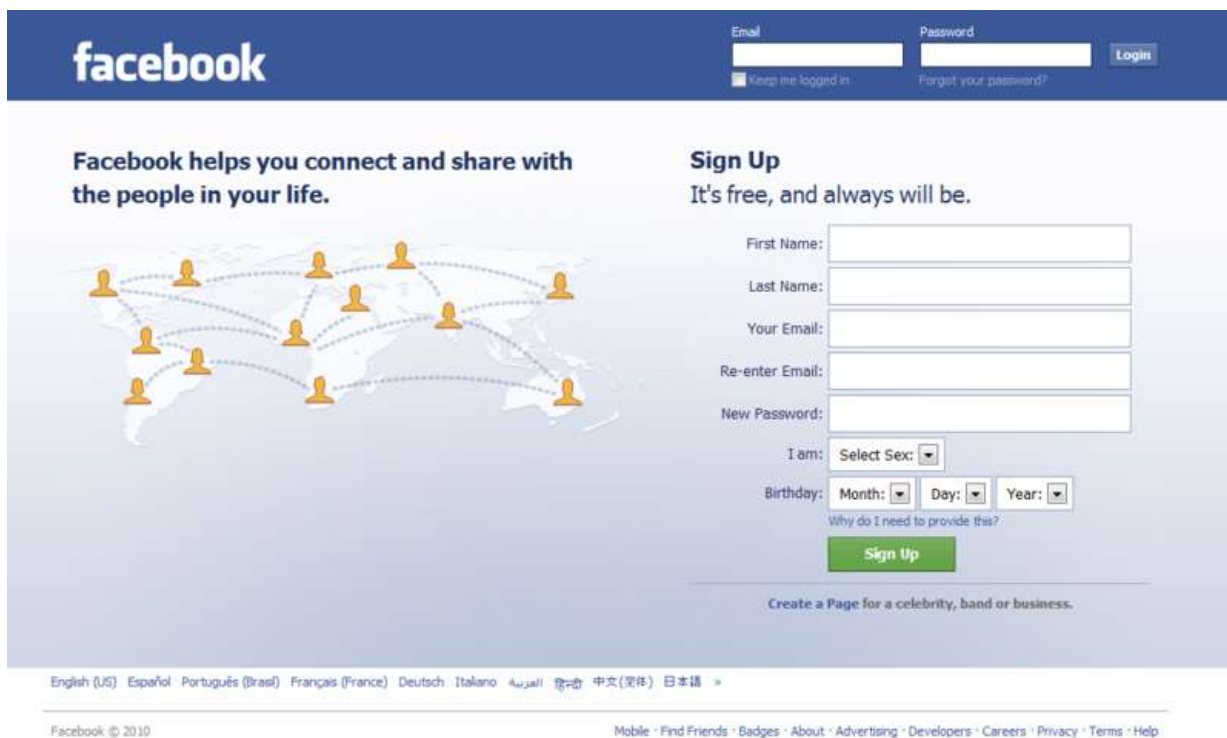 facebook
Email
Password
Login
Keep me logged in
Forgot your password?
Facebook helps you connect and share with
the people in your life.
Sign Up
It's free, and always will be.
First Name:
Last Name:
Your Email:
Re-enter Email:
New Password:
I am: Select Sex:
Birthday: Month: Day: Year:
Why do I need to provide this?
Sign Up
Create a Page for a celebrity, band or business.
English (US) Español Português (Brasil) Français (France) Deutsch Italiano العربية हिन्दी 中文(简体) 日本語 »
Facebook © 2010
Mobile · Find Friends · Badges · About · Advertising · Developers · Careers · Privacy · Terms · Help